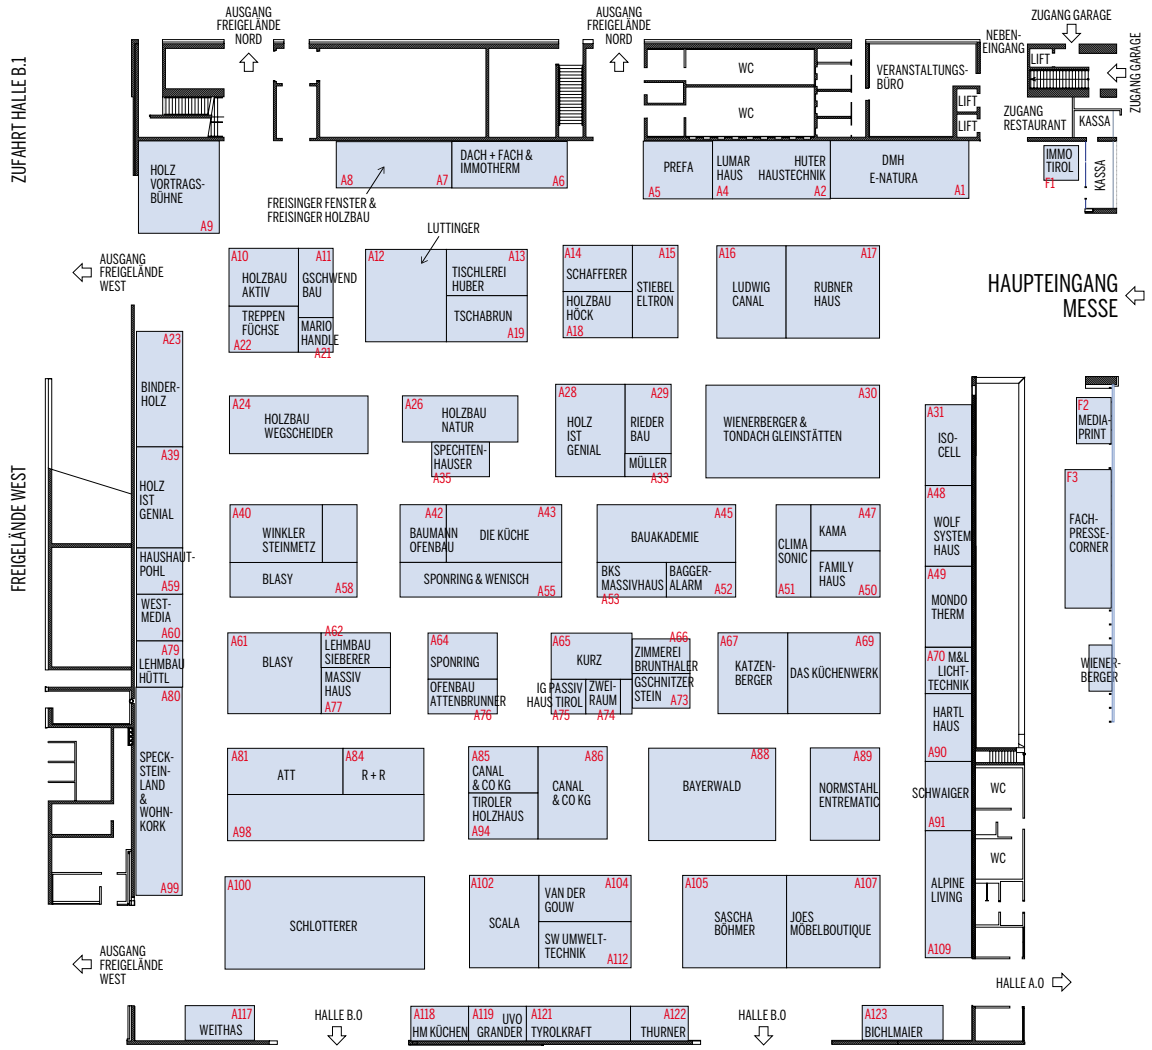 AUSGANG
FREIGELÄNDE
NORD
AUSGANG
FREIGELÄNDE
NORD
ZUGANG GARAGE
NEBEN-
EINGANG
LIFT
ZUGANG GARAGE
ZUFAHRT HALLE B.1
WC
WC
VERANSTALTUNGS-
BÜRO
LIFT
LIFT
ZUGANG
RESTAURANT
KASSA
KASSA
HOLZ
VORTRAGS-
BÜHNE
A9
A8
A7
DACH + FACH &
IMMOTHERM
A6
FREISINGER FENSTER &
FREISINGER HOLZBAU
PREFA
A5
LUMAR
HAUS
A4
HUTER
HAUSTECHNIK
A2
DMH
E-NATURA
A1
IMMO
TIROL
F1
LUTTINGER
AUSGANG
FREIGELÄNDE
WEST
A10
HOLZBAU
AKTIV
A11
GSCHWEND
BAU
TREPPEN
FÜCHSE
A22
MARIO
HANDLE
A21
A12
A13
TISCHLEREI
HUBER
TSCHABRUN
A19
A14
SCHAFFERER
A15
STIEBEL
ELTRON
HOLZBAU
HÖCK
A18
A16
LUDWIG
CANAL
A17
RUBNER
HAUS
HAUPTEINGANG
MESSE
A23
BINDER-
HOLZ
A24
HOLZBAU
WEGSCHEIDER
A26
HOLZBAU
NATUR
SPECHTEN-
HAUSER
A35
A28
HOLZ
IST
GENIAL
A29
RIEDER
BAU
MÜLLER
A33
A30
WIENERBERGER &
TONDACH GLEINSTÄTTEN
A31
ISO-
CELL
F2
MEDIA-
PRINT
FREIGELÄNDE WEST
A39
HOLZ
IST
GENIAL
HAUSHAUT-
POHL
A59
WEST-
MEDIA
A60
A79
LEHMBAU
HÜTTL
A80
SPECK-
STEIN-
LAND
&
WOHN-
KORK
A99
A40
WINKLER
STEINMETZ
BLASY
A58
A42
BAUMANN
OFENBAU
A43
DIE KÜCHE
SPONRING & WENISCH
A55
A45
BAUAKADEMIE
BKS
MASSIVHAUS
A53
BAGGER-
ALARM
A52
CLIMA
SONIC
A51
A47
KAMA
FAMILY
HAUS
A50
A48
WOLF
SYSTEM
HAUS
A49
MONDO
THERM
F3
FACH-
PRESSE-
CORNER
A61
BLASY
A62
LEHMBAU
SIEBERER
MASSIV
HAUS
A77
A64
SPONRING
OFENBAU
ATTENBRUNNER
A76
A65
KURZ
IG PASSIV
HAUS TIROL
A75
ZWEI-
RAUM
A74
A66
ZIMMEREI
BRUNTHALER
GSCHNITZER
STEIN
A73
A67
KATZEN-
BERGER
A69
DAS KÜCHENWERK
A70 M&L
LICHT-
TECHNIK
HARTL
HAUS
A90
WIENER-
BERGER
A81
ATT
A84
R + R
A98
A85
CANAL
& CO KG
TIROLER
HOLZHAUS
A94
A86
CANAL
& CO KG
A88
BAYERWALD
A89
NORMSTAHL
ENTREMATIC
SCHWAIGER
A91
WC
WC
ALPINE
LIVING
A109
A100
SCHLOTTERER
A102
SCALA
A104
VAN DER
GOUW
SW UMWELT-
TECHNIK
A112
A105
SASCHA
BÖHMER
A107
JOES
MÖBELBOUTIQUE
AUSGANG
FREIGELÄNDE
WEST
HALLE A.0
A117
WEITHAS
HALLE B.0
A118
HM KÜCHEN
A119
UVO
GRANDER
A121
TYROLKRAFT
A122
THURNER
HALLE B.0
A123
BICHLMAIER